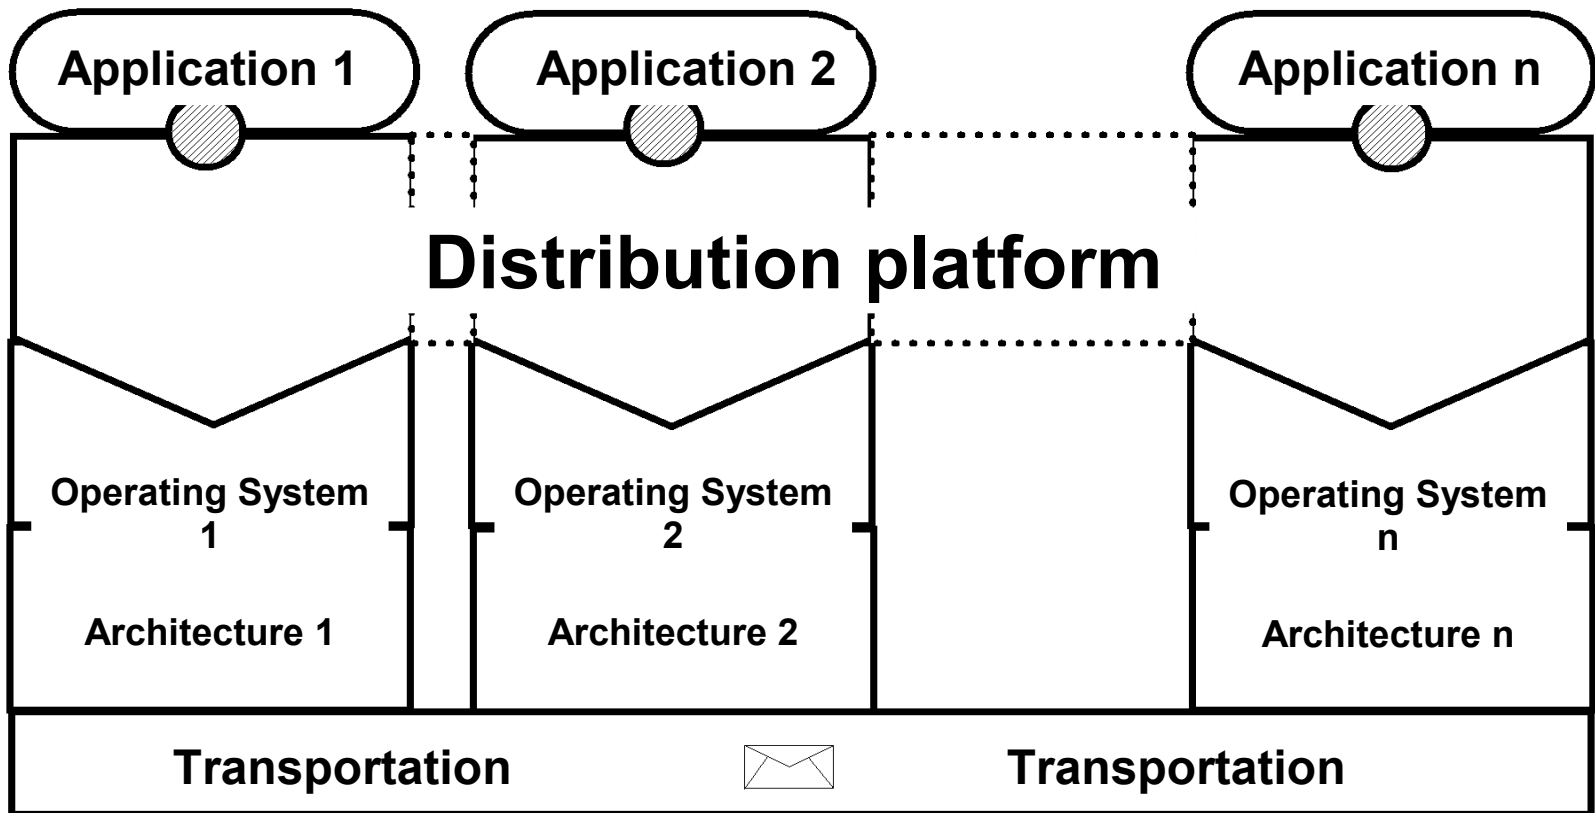 Application 1
Application 2
Application n
Distribution platform
Operating System
1
Operating System
2
Operating System
n
Architecture 1
Architecture 2
Architecture n
Transportation
Transportation